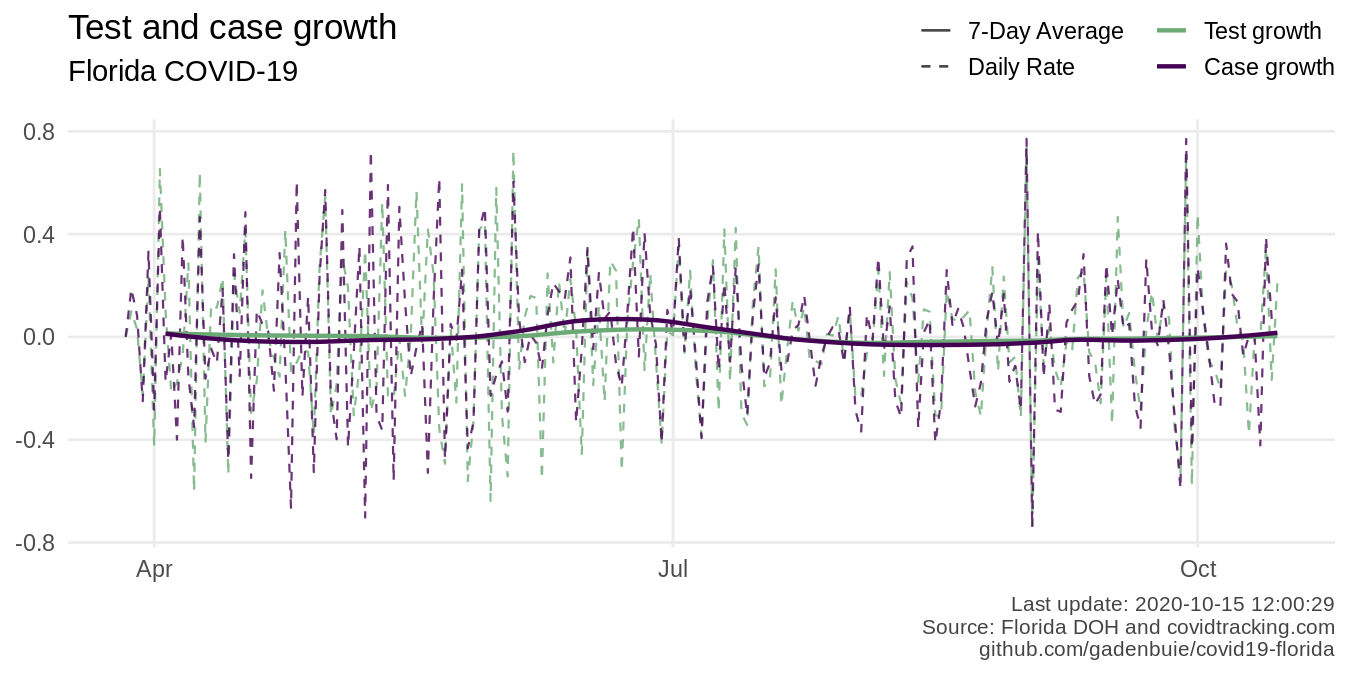 Test and case growth
Florida COVID-19
7-Day Average
Test growth
Daily Rate
Case growth
0.8
0.4
0.0
-0.4
-0.8
Apr
Jul
Oct
Last update: 2020-10-15 12:00:29
Source: Florida DOH and covidtracking.com
github.com/gadenbuie/covid19-florida